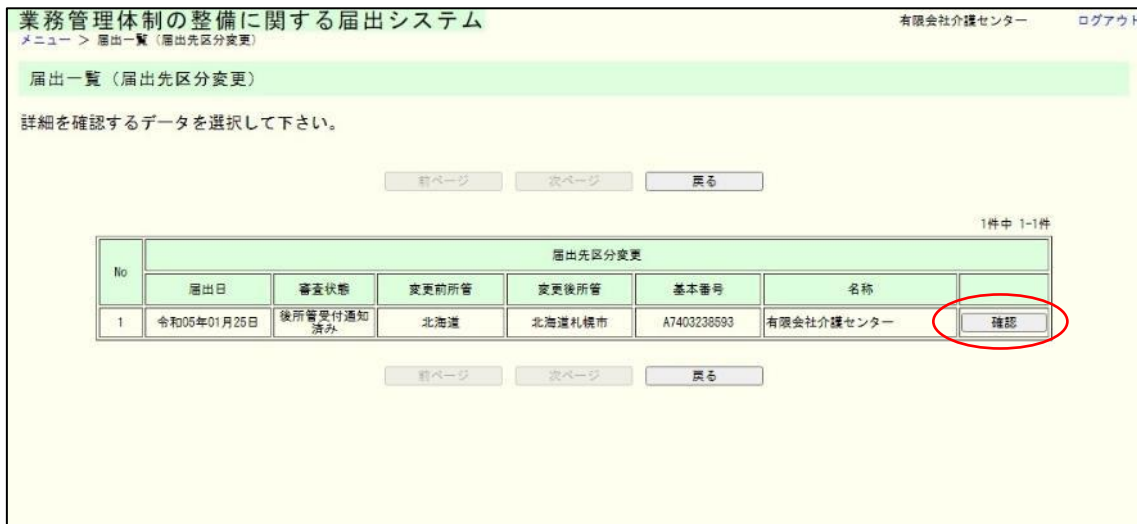 業務管理体制の整備に関する届出システム
有限会社介護センター ログアウト
メニュー > 届出一覧（届出先区分変更）
届出一覧（届出先区分変更）
詳細を確認するデータを選択して下さい。
前ページ 次ページ 戻る
1件中 1-1件
No 届出先区分変更
届出日 審査状態 変更前所管 変更後所管 基本番号 名称
1 令和05年01月25日 後所管受付通知済み 北海道 北海道札幌市 A7403238593 有限会社介護センター 確認
前ページ 次ページ 戻る